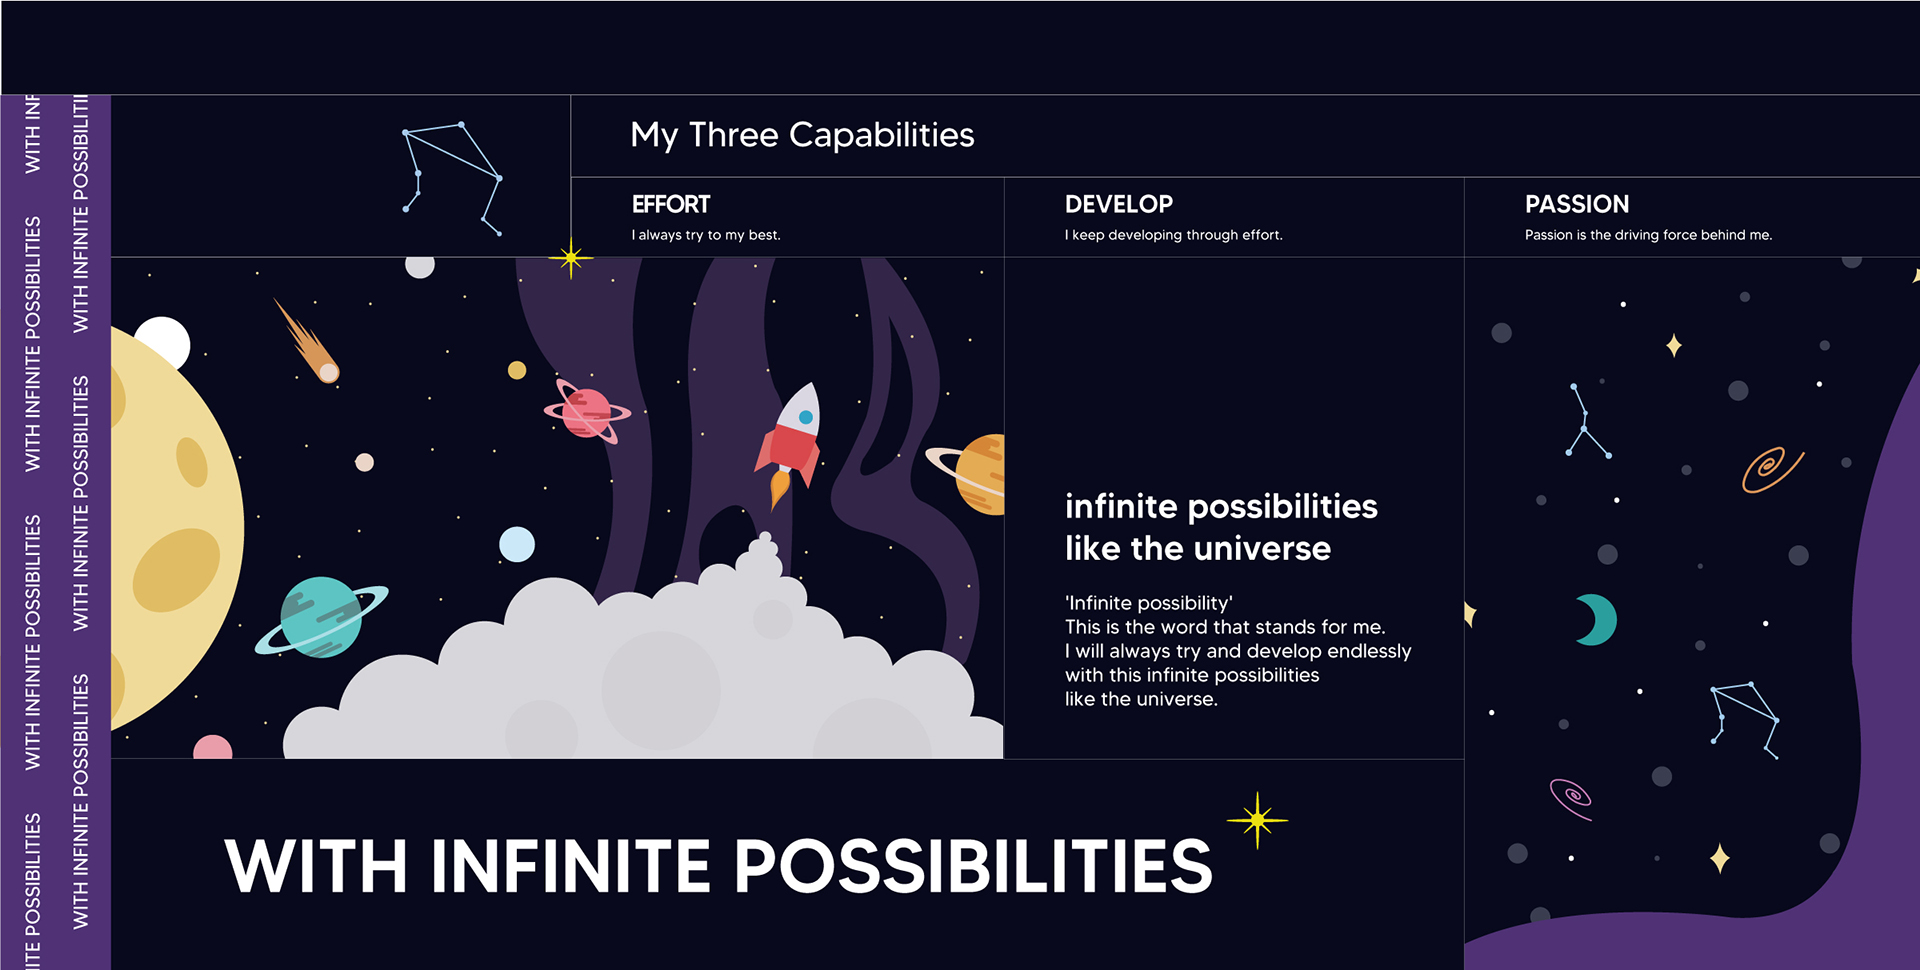 WITH INF
WITH INFINITE POSSIBILITIES
WITH INFINITE POSSIBILITIES
NITE POSSIBILITIES
WITH INFINITE POSSIBILITI
WITH INFINITE POSSIBILITIES
WITH INFINITE POSSIBILITIES
My Three Capabilities
EFFORT
I always try to my best.
DEVELOP
I keep developing through effort.
PASSION
Passion is the driving force behind me.
infinite possibilities
like the universe
'Infinite possibility'
This is the word that stands for me.
I will always try and develop endlessly
with this infinite possibilities
like the universe.
WITH INFINITE POSSIBILITIES